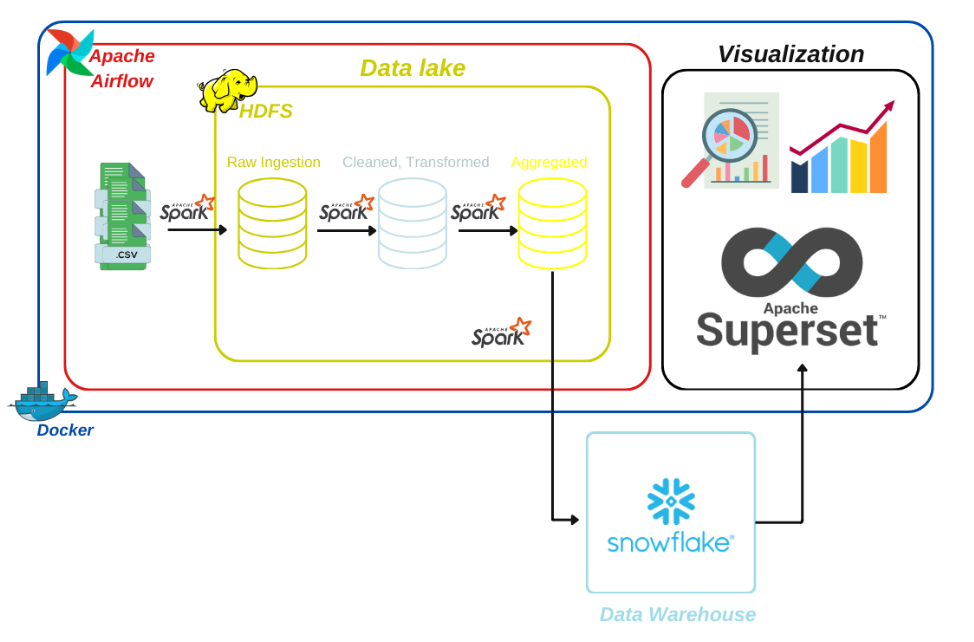 Apache
Airflow
Data lake
Visualization
HDFS
Raw Ingestion
Cleaned, Transformed
Aggregated
APACHE
Spark
APACHE
Spark
APACHE
Spark
.CSV
APACHE
Spark
Apache
Superset™
Docker
snowflake®
Data Warehouse